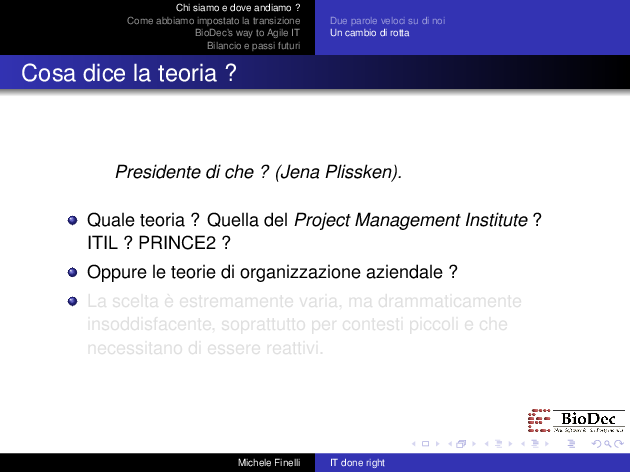 Chi siamo e dove andiamo ?
Come abbiamo impostato la transizione
BioDec's way to Agile IT
Bilancio e passi futuri
Due parole veloci su di noi
Un cambio di rotta
Cosa dice la teoria ?
Presidente di che ? (Jena Plissken).
Quale teoria ? Quella del Project Management Institute ?
ITIL ? PRINCE2 ?
Oppure le teorie di organizzazione aziendale ?
La scelta è estremamente varia, ma drammaticamente
insoddisfacente, soprattutto per contesti piccoli e che
necessitano di essere reattivi.
BioDec
Michele Finelli
IT done right